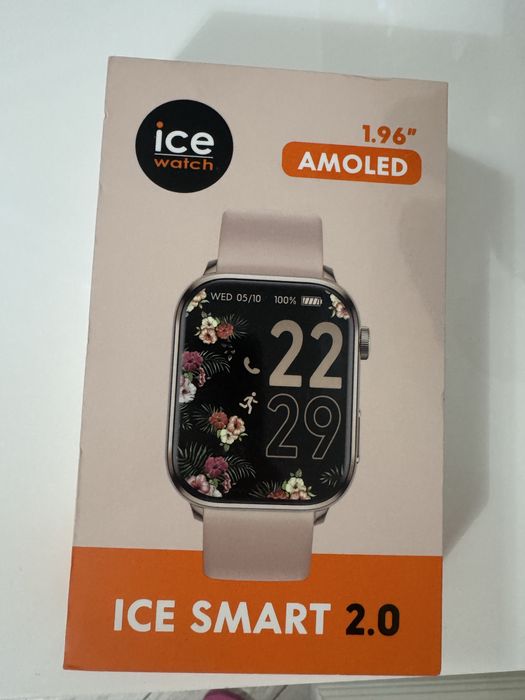 ice
watch
1.96"
AMOLED
WED 05/10 100%
22
29
ICE SMART 2.0